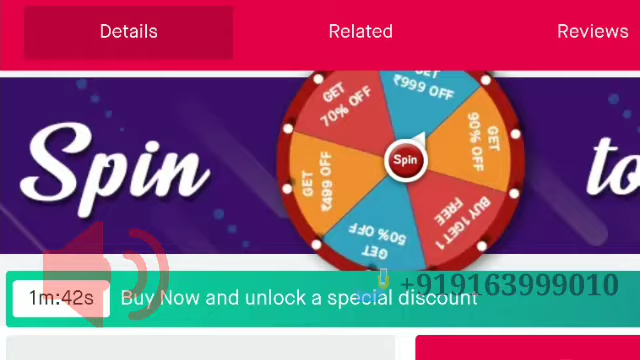 Details Related Reviews
GET ₹999 OFF
GET 70% OFF
GET 90% OFF
Spin
Spin
to
GET ₹499 OFF
BUY 1 GET 1 FREE
GET 50% OFF
1m:42s Buy Now and unlock a special discount
+919163999010